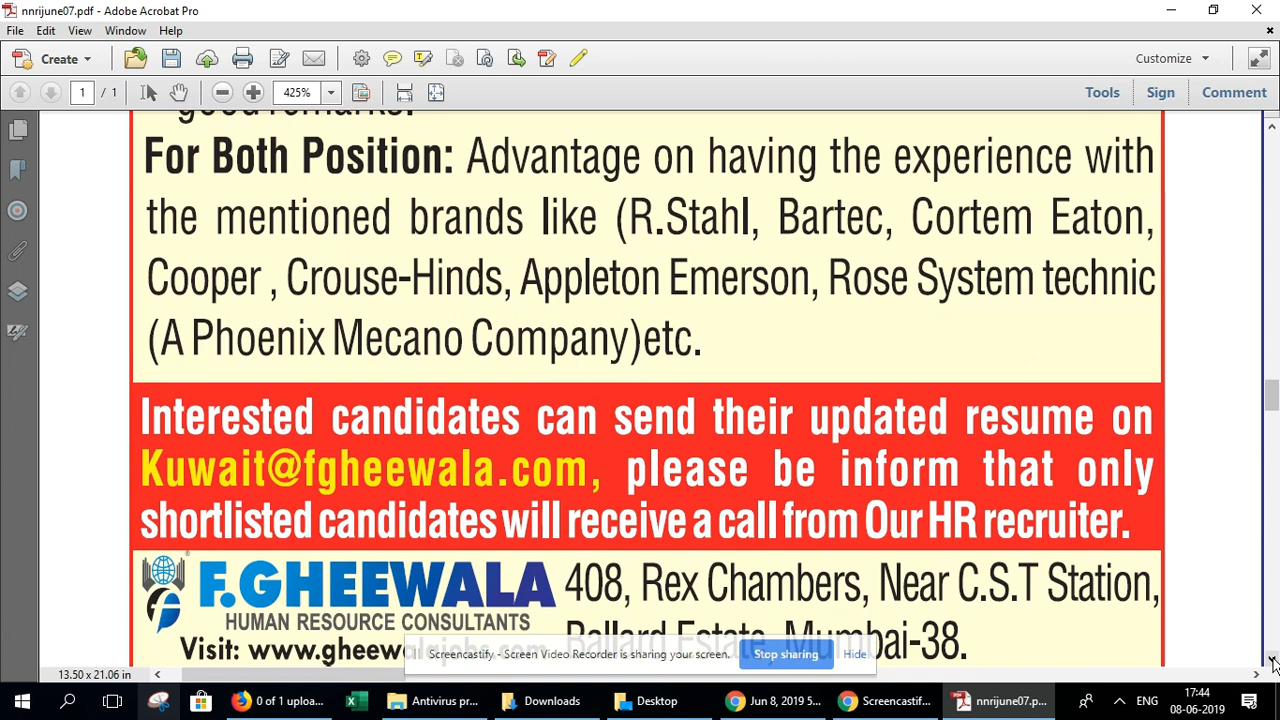 nnrijune07.pdf - Adobe Acrobat Pro
File Edit View Window Help
Create Customize
1 / 1 425% Tools Sign Comment
For Both Position: Advantage on having the experience with
the mentioned brands like (R.Stahl, Bartec, Cortem Eaton,
Cooper , Crouse-Hinds, Appleton Emerson, Rose System technic
(A Phoenix Mecano Company)etc.
Interested candidates can send their updated resume on
Kuwait@fgheewala.com, please be inform that only
shortlisted candidates will receive a call from Our HR recruiter.
F.GHEEWALA 408, Rex Chambers, Near C.S.T Station,
HUMAN RESOURCE CONSULTANTS
Ballard Estate, Mumbai-38.
Visit: www.gheewalajobs.com
Screencastify - Screen Video Recorder is sharing your screen. Stop sharing Hide
13.50 x 21.06 in
0 of 1 uploa... Antivirus pr... Downloads Desktop Jun 8, 2019 5... Screencastif... nnrijune07.p... ENG 17:44
08-06-2019